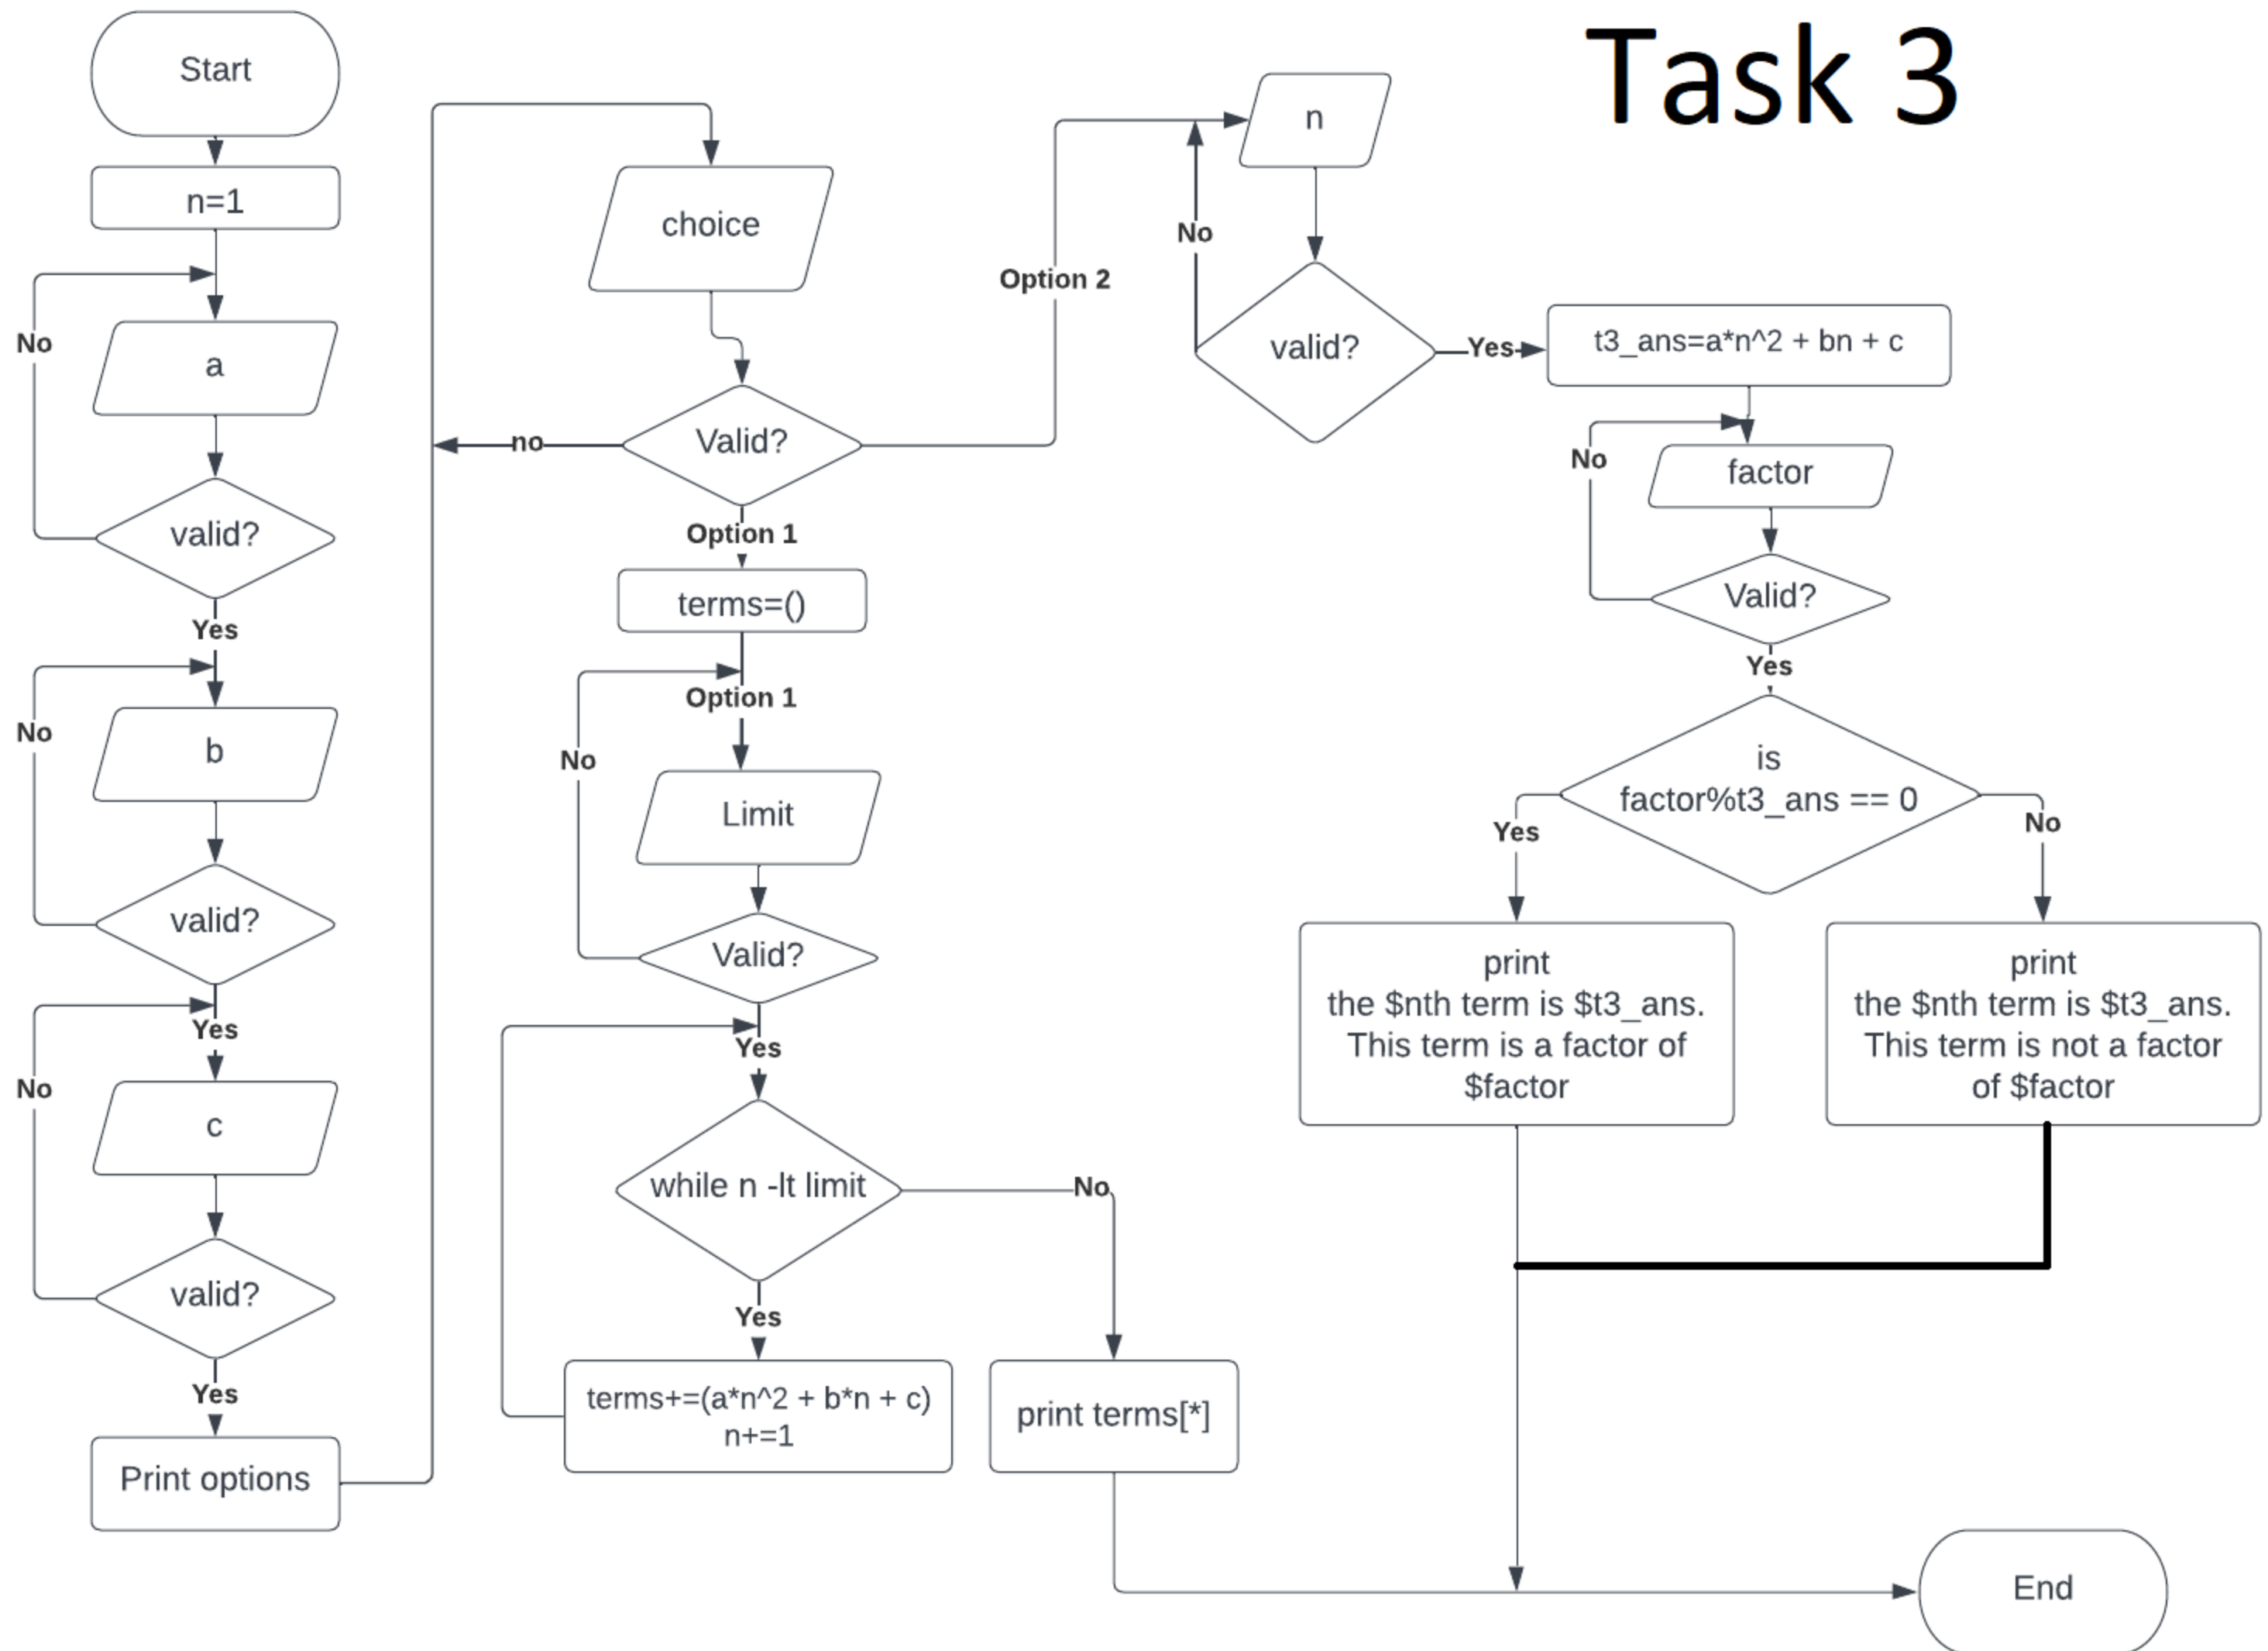 Task 3
Start
n=1
No
a
valid?
Yes
No
b
valid?
Yes
No
c
valid?
Yes
Print options
choice
no
Valid?
Option 1
terms=()
Option 1
No
Limit
Valid?
Yes
while n -lt limit
No
Yes
terms+=(a*n^2 + b*n + c)
n+=1
print terms[*]
Option 2
n
No
valid?
Yes
t3_ans=a*n^2 + bn + c
No
factor
Valid?
Yes
is
factor%t3_ans == 0
Yes
No
print
the $nth term is $t3_ans.
This term is a factor of
$factor
print
the $nth term is $t3_ans.
This term is not a factor
of $factor
End